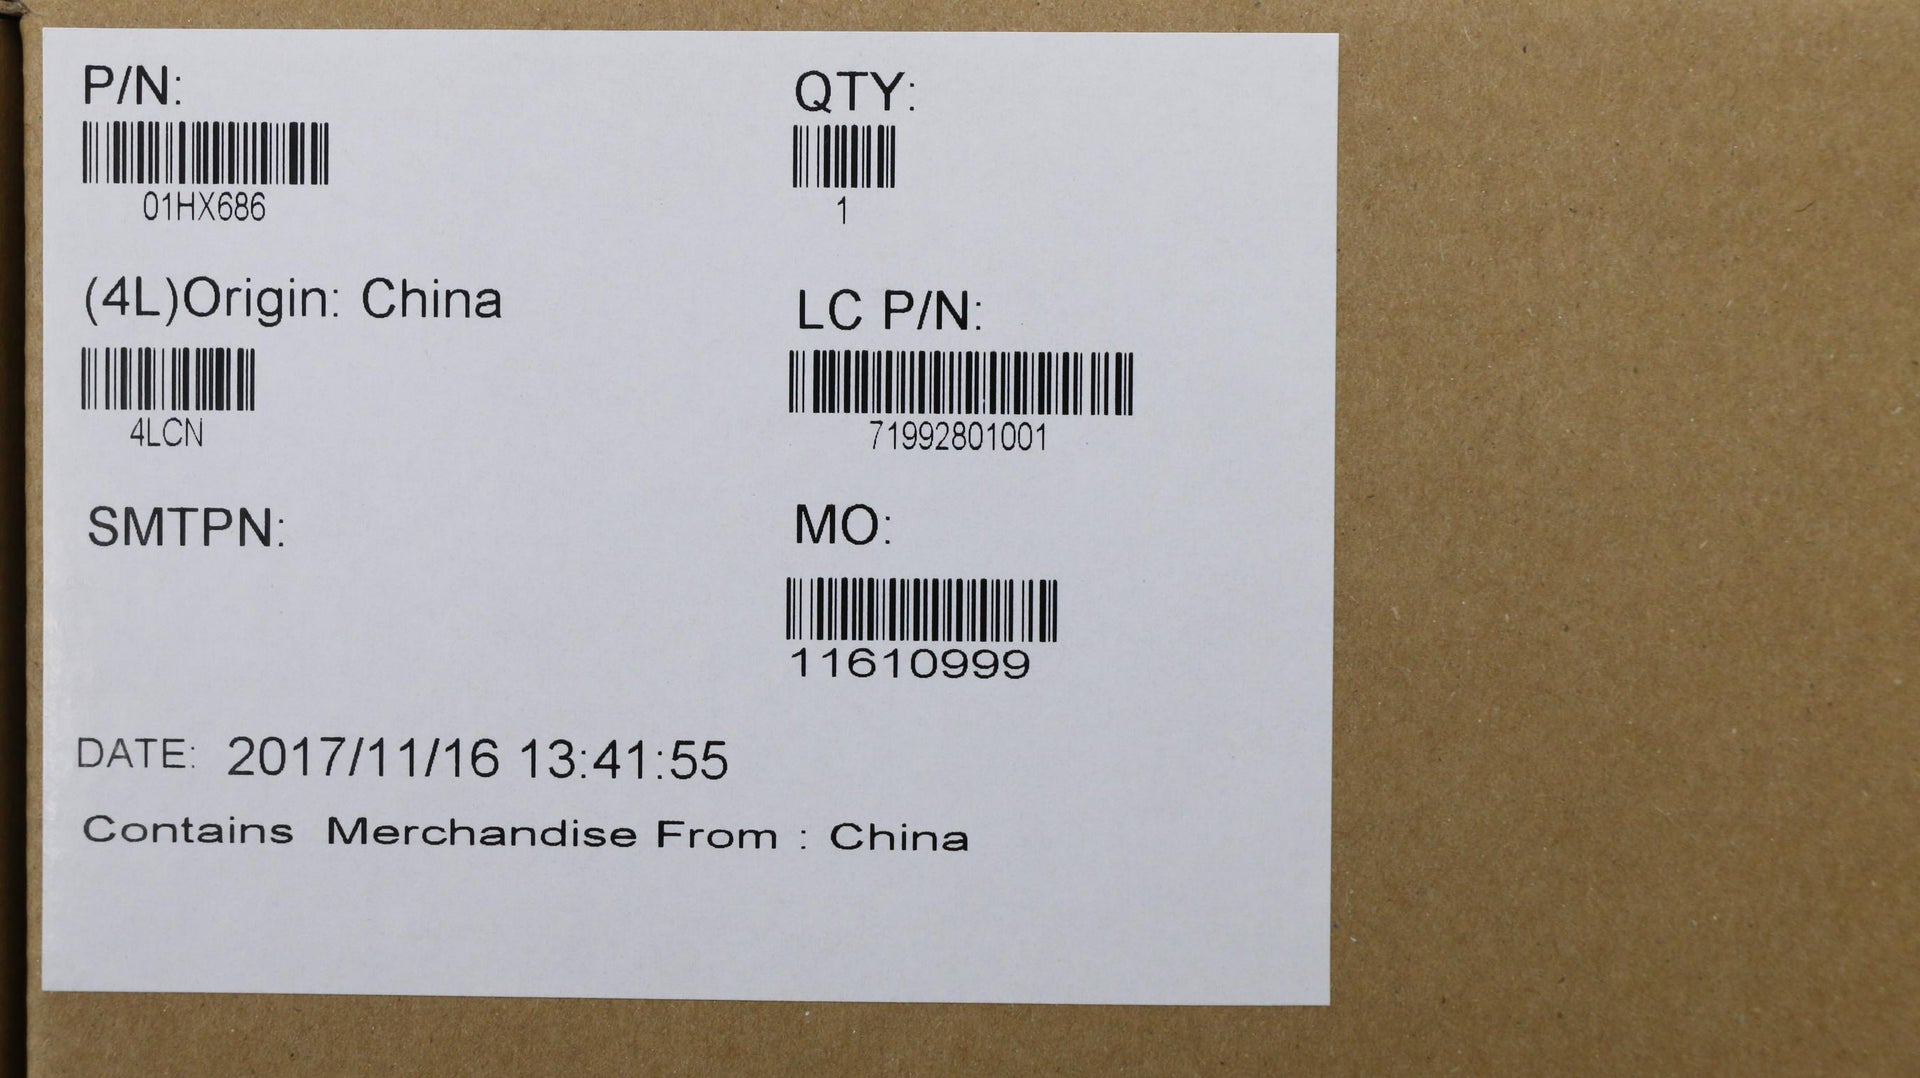 P/N:
01HX686
QTY:
1
(4L)Origin: China
4LCN
LC P/N:
71992801001
SMTPN:
MO:
11610999
DATE: 2017/11/16 13:41:55
Contains Merchandise From : China